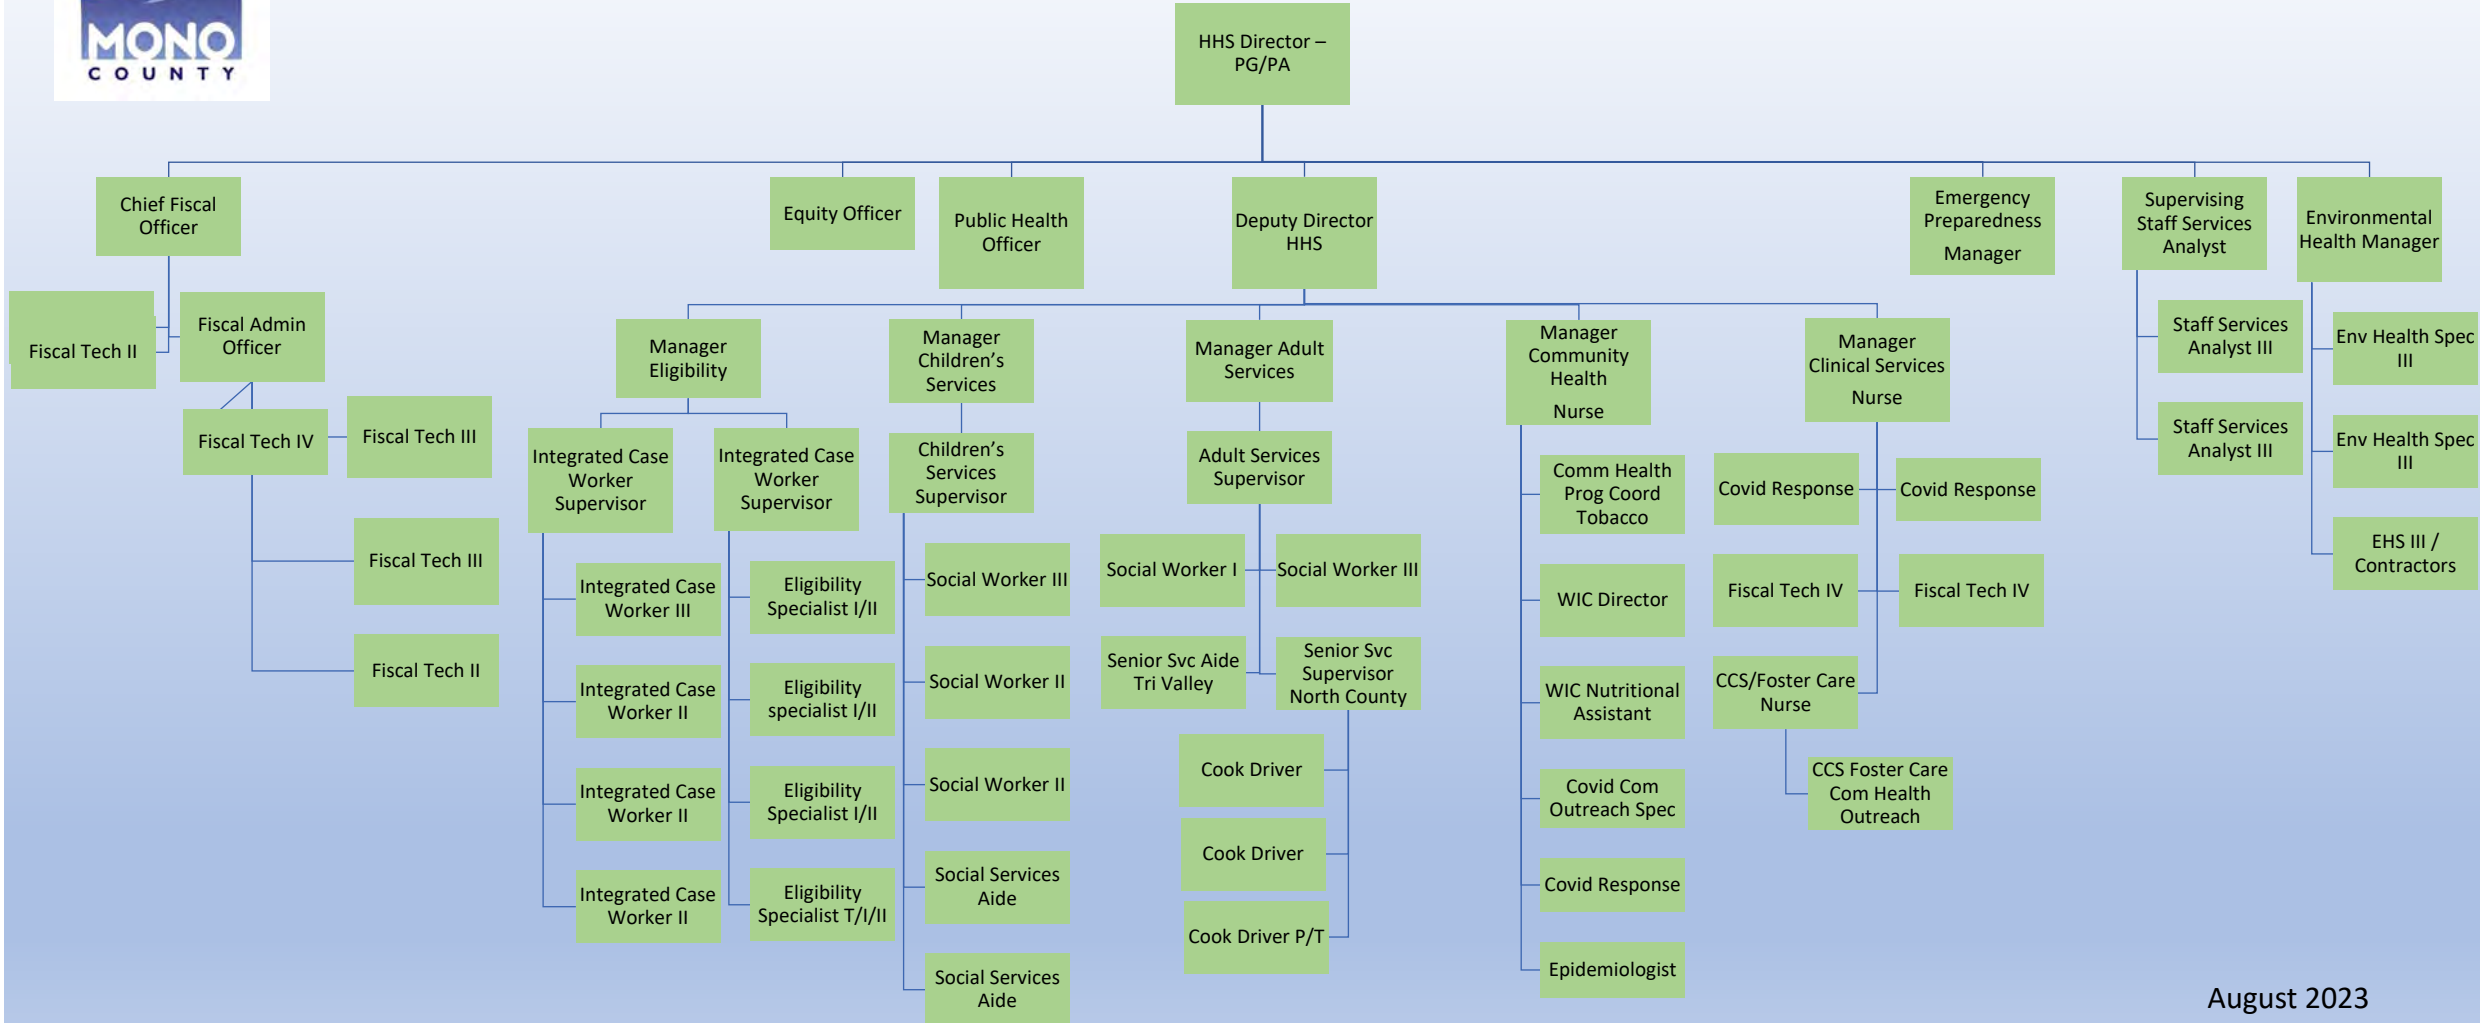 MONO
COUNTY
HHS Director –
PG/PA
Chief Fiscal
Officer
Equity Officer
Public Health
Officer
Deputy Director
HHS
Emergency
Preparedness
Manager
Supervising
Staff Services
Analyst
Environmental
Health Manager
Fiscal Tech II
Fiscal Admin
Officer
Fiscal Tech IV
Fiscal Tech III
Fiscal Tech III
Fiscal Tech II
Manager
Eligibility
Integrated Case
Worker
Supervisor
Integrated Case
Worker III
Integrated Case
Worker II
Integrated Case
Worker II
Integrated Case
Worker II
Integrated Case
Worker
Supervisor
Eligibility
Specialist I/II
Eligibility
specialist I/II
Eligibility
Specialist I/II
Eligibility
Specialist T/I/II
Manager
Children’s
Services
Children’s
Services
Supervisor
Social Worker III
Social Worker II
Social Worker II
Social Services
Aide
Social Services
Aide
Manager Adult
Services
Adult Services
Supervisor
Social Worker I
Social Worker III
Senior Svc Aide
Tri Valley
Senior Svc
Supervisor
North County
Cook Driver
Cook Driver
Cook Driver P/T
Manager
Community
Health
Nurse
Comm Health
Prog Coord
Tobacco
WIC Director
WIC Nutritional
Assistant
Covid Com
Outreach Spec
Covid Response
Epidemiologist
Manager
Clinical Services
Nurse
Covid Response
Covid Response
Fiscal Tech IV
Fiscal Tech IV
CCS/Foster Care
Nurse
CCS Foster Care
Com Health
Outreach
Staff Services
Analyst III
Staff Services
Analyst III
Env Health Spec
III
Env Health Spec
III
EHS III /
Contractors
August 2023